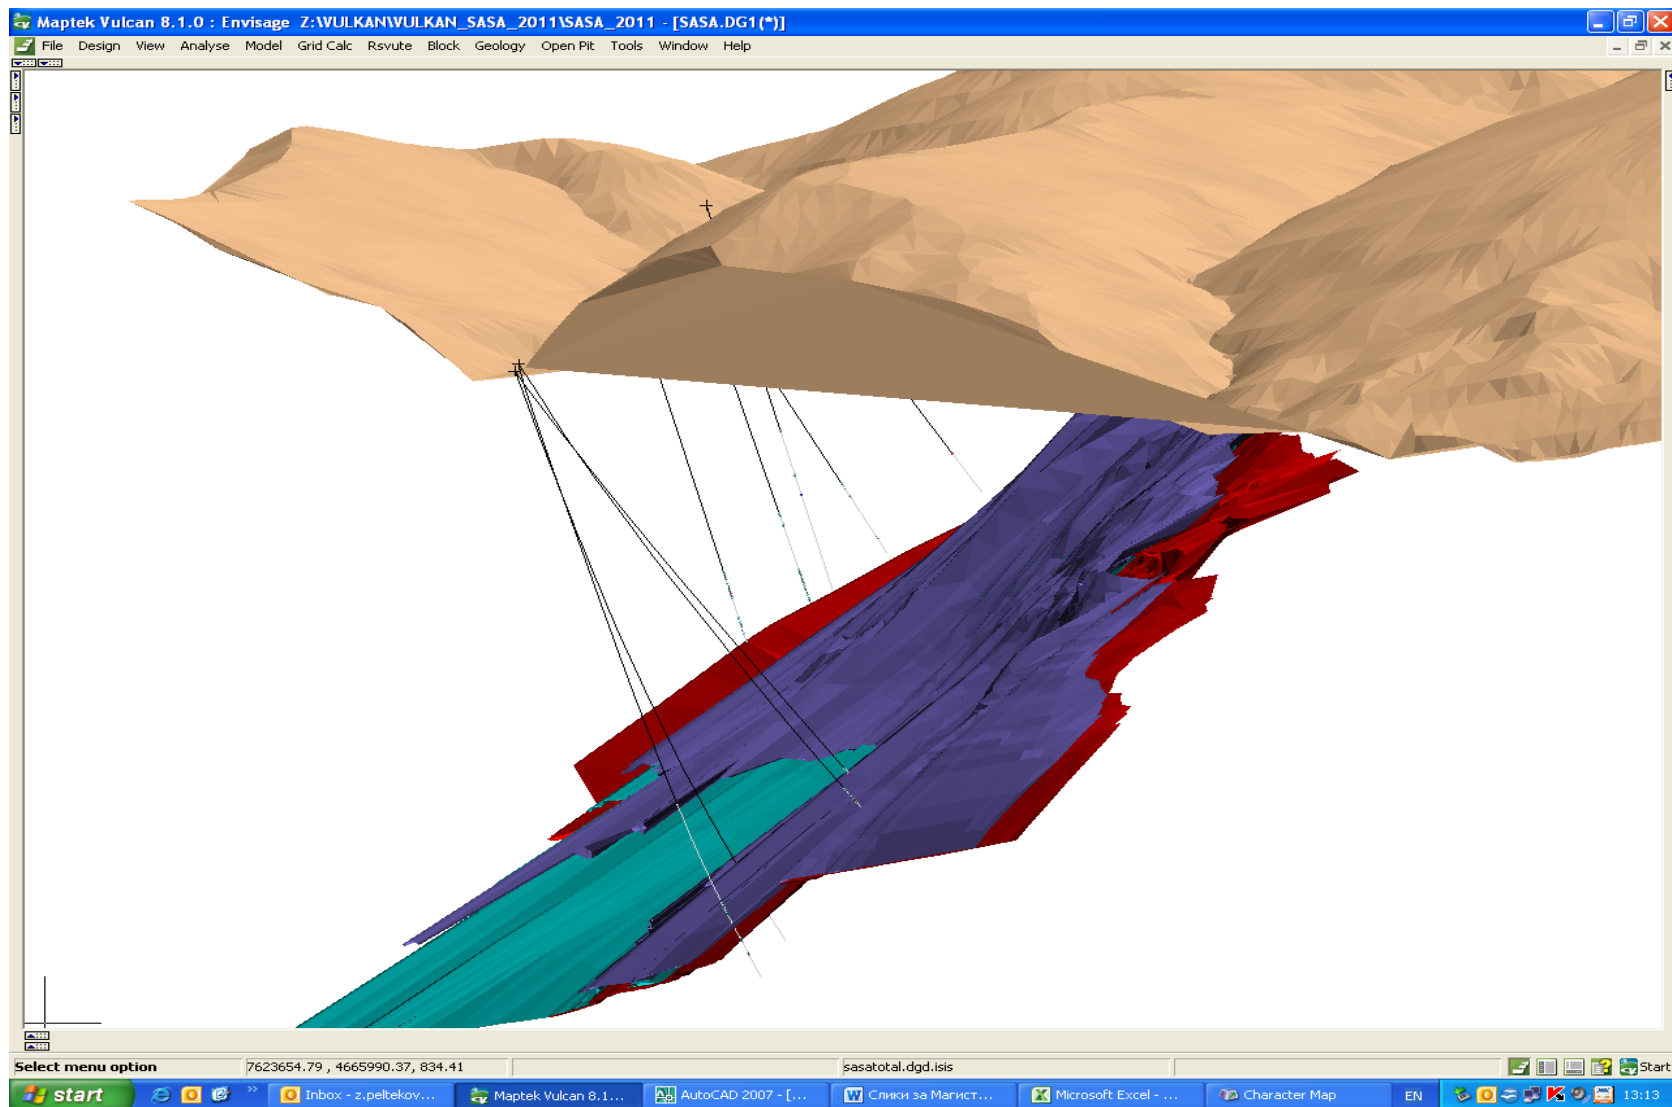 Maptek Vulcan 8.1.0 : Envisage Z:\WULKAN\WULKAN_SASA_2011\SASA_2011 - [SASA.DG1(*)]
File Design View Analyse Model Grid Calc Rsvute Block Geology Open Pit Tools Window Help
Select menu option 7623654.79 , 4665990.37, 834.41 sasatotal.dgd.isis Start
start Inbox - z.peltekov... Maptek Vulcan 8.1... AutoCAD 2007 - [... Слики за Магист... Microsoft Excel - ... Character Map EN 13:13